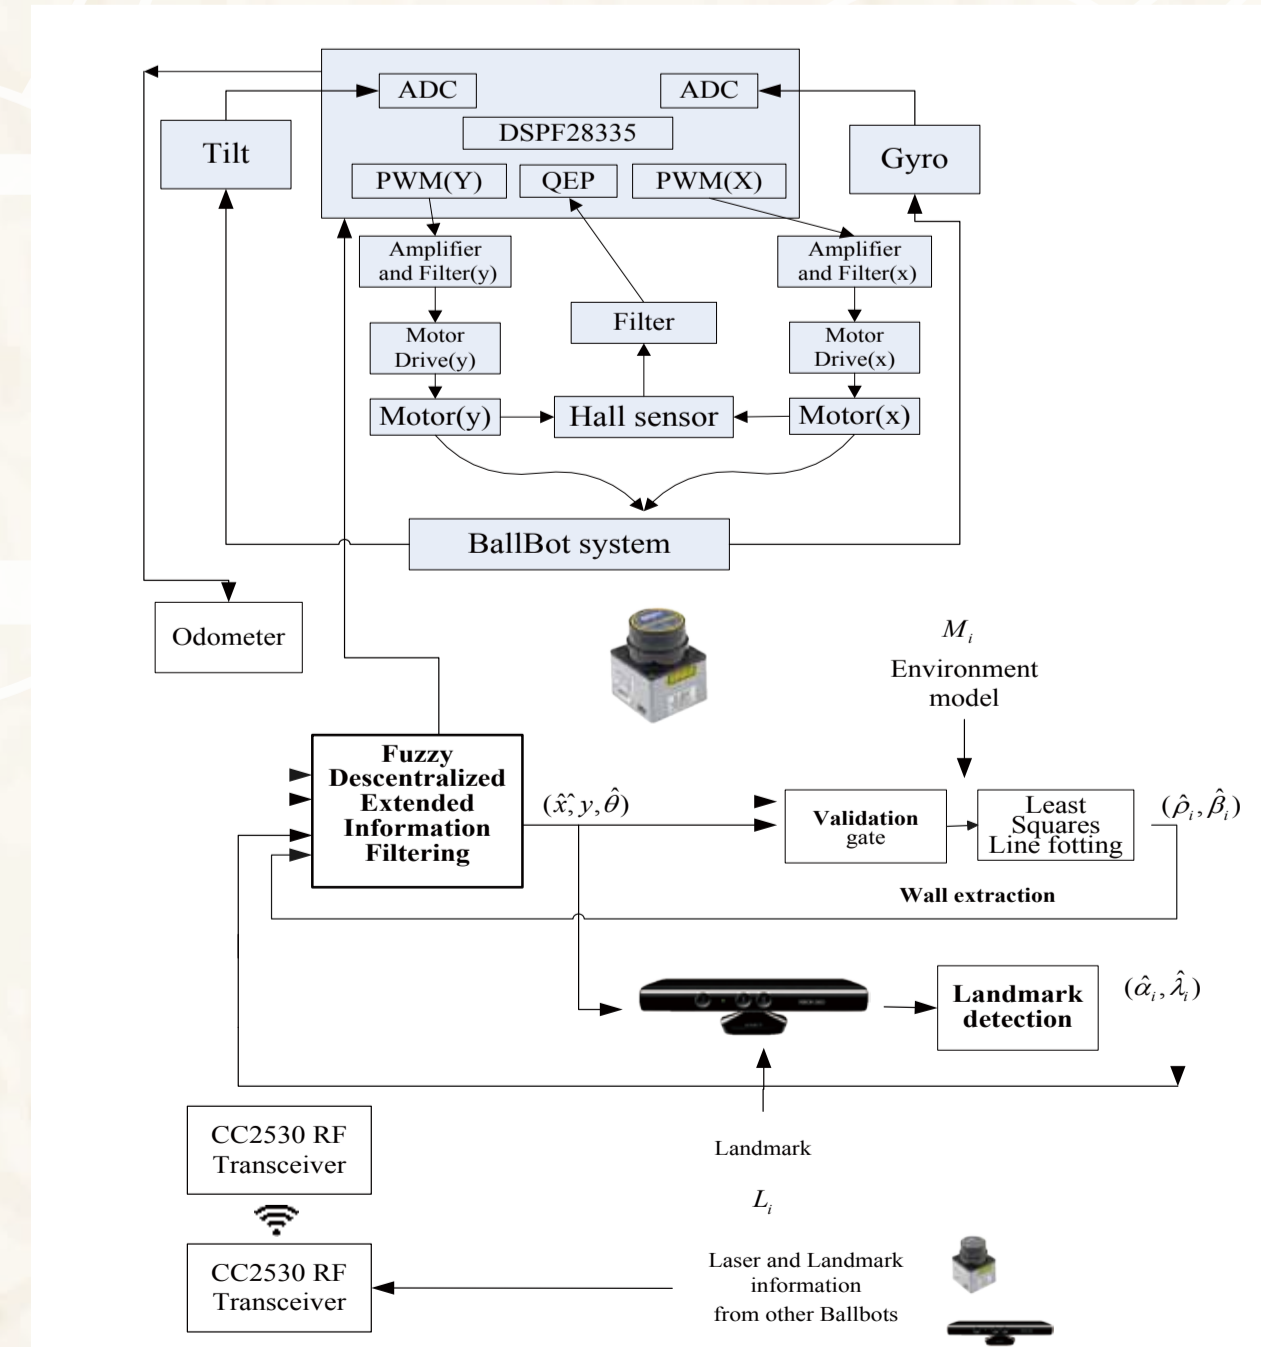 ADC
ADC
DSPF28335
Tilt
Gyro
PWM(Y)
QEP
PWM(X)
Amplifier
and Filter(y)
Amplifier
and Filter(x)
Filter
Motor
Drive(y)
Motor
Drive(x)
Motor(y)
Hall sensor
Motor(x)
BallBot system
Odometer
M_i
Environment
model
Fuzzy
Descentralized
Extended
Information
Filtering
(x̂,̂ y, θ̂)
Validation
gate
Least
Squares
Line fotting
(ρ̂_i, β̂_i)
Wall extraction
Landmark
detection
(α̂_i, λ̂_i)
CC2530 RF
Transceiver
Landmark
L_i
CC2530 RF
Transceiver
Laser and Landmark
information
from other Ballbots